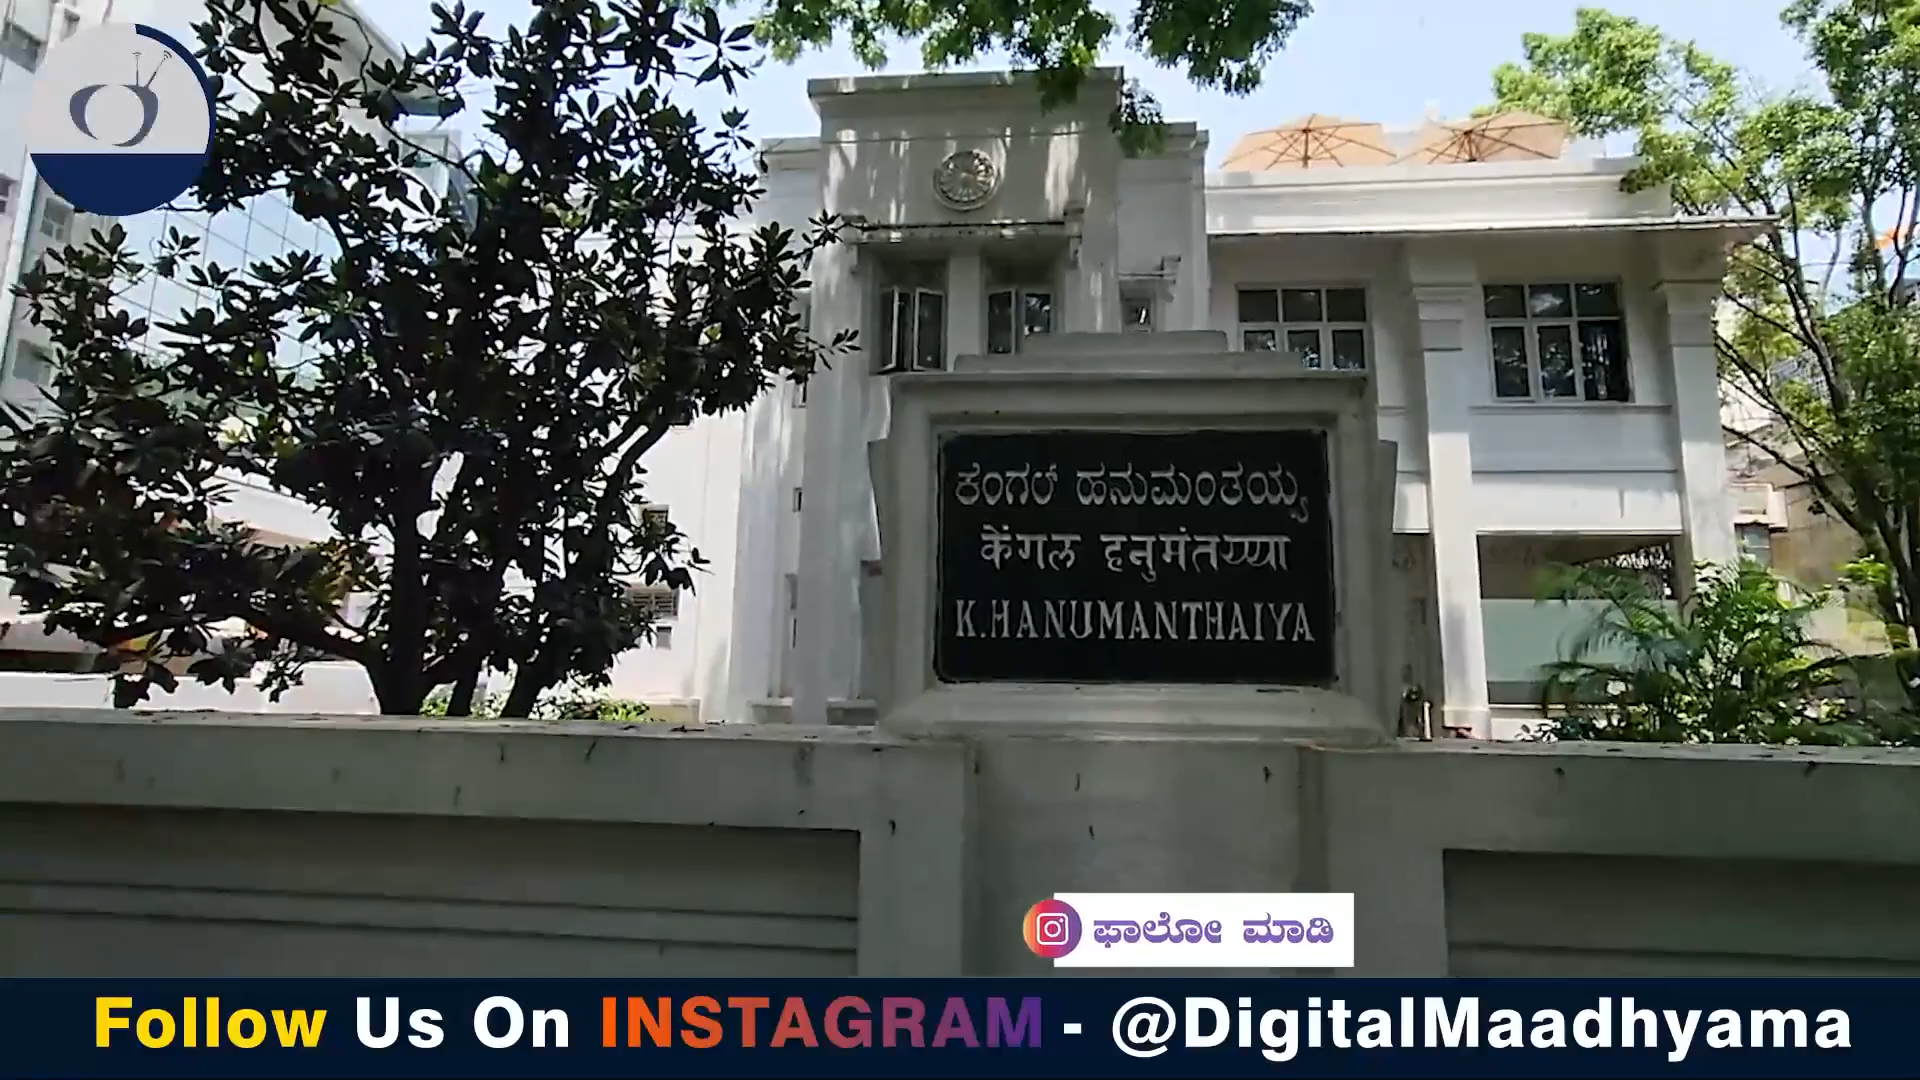 ಕೆಂಗಲ್ ಹನುಮಂತಯ್ಯ
केंगल हनुमंतय्या
K.HANUMANTHAIYA
ಫಾಲೋ ಮಾಡಿ
Follow Us On INSTAGRAM - @DigitalMaadhyama